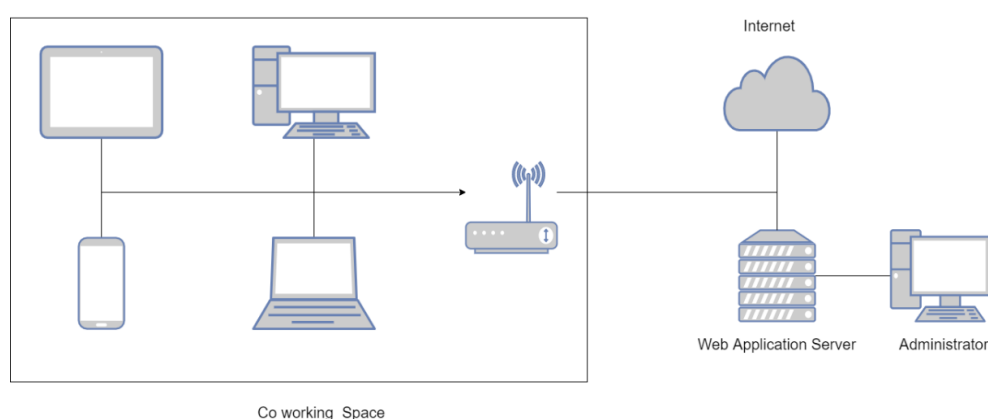 Internet
Web Application Server
Administrator
Co working Space